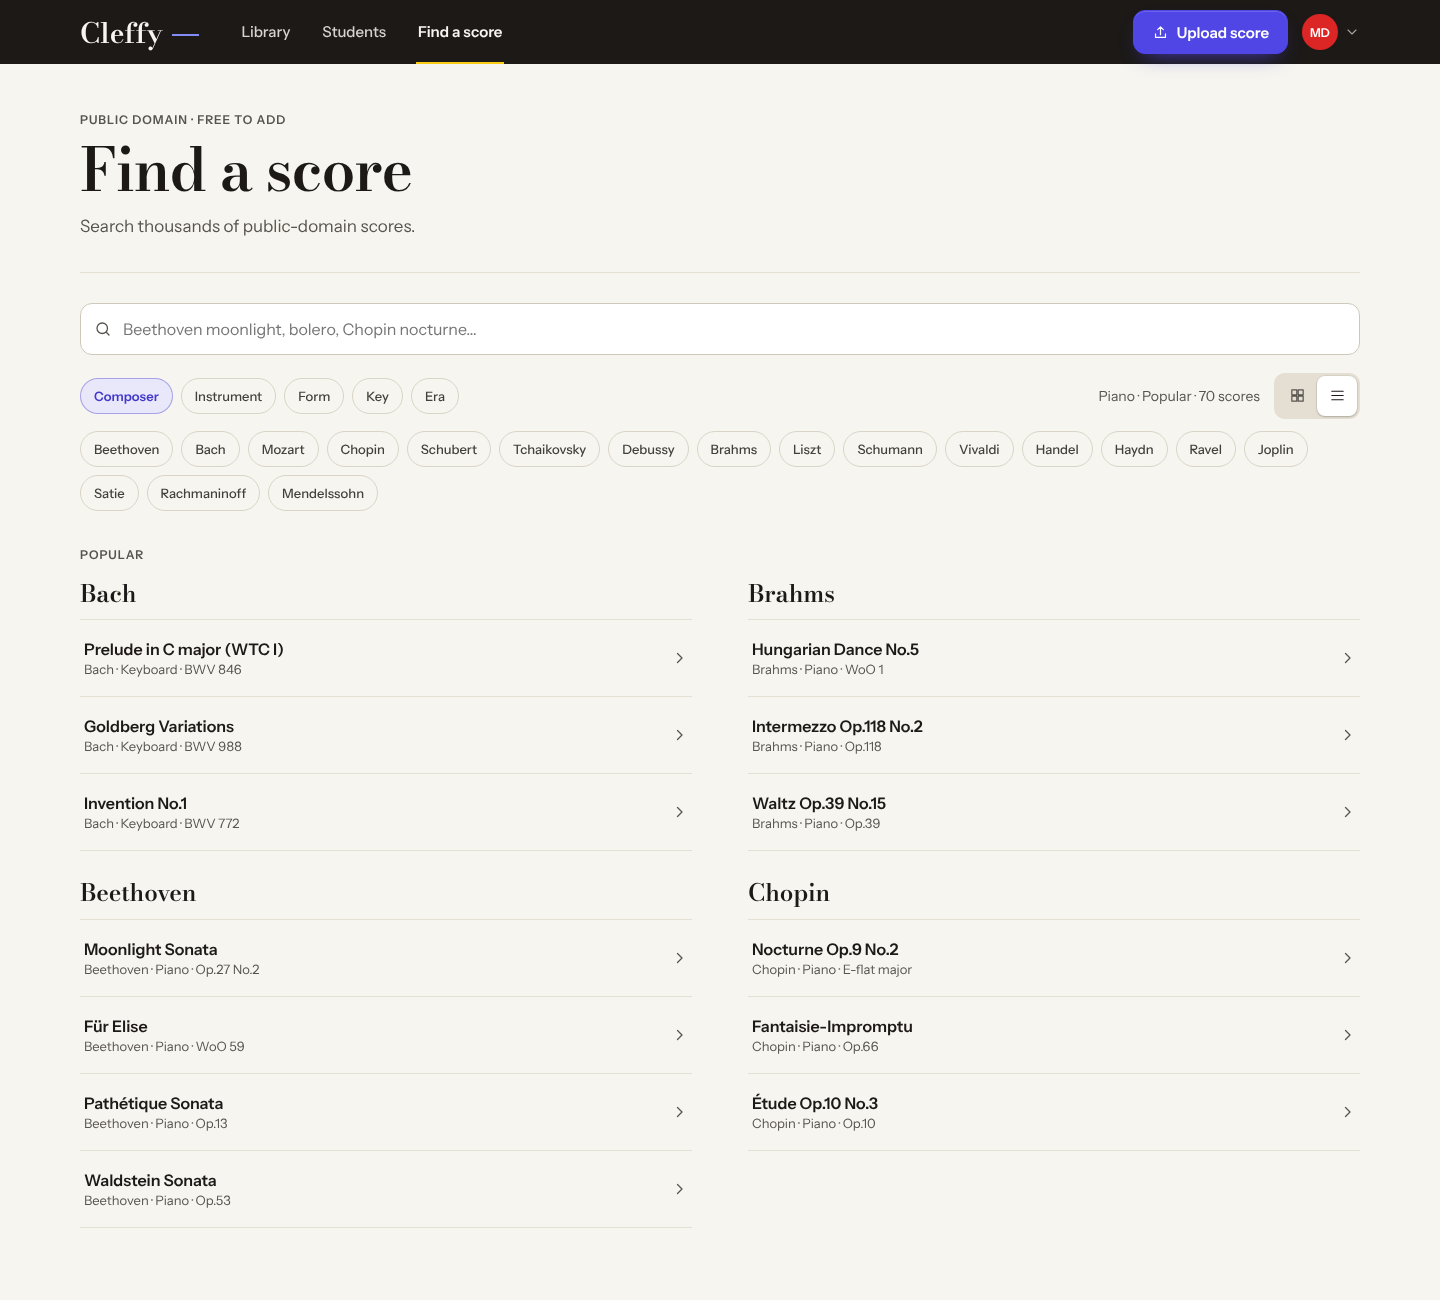 Cleffy
Library
Students
Find a score
Upload score
MD
PUBLIC DOMAIN · FREE TO ADD
Find a score
Search thousands of public-domain scores.
Beethoven moonlight, bolero, Chopin nocturne…
Composer
Instrument
Form
Key
Era
Piano · Popular · 70 scores
Beethoven
Bach
Mozart
Chopin
Schubert
Tchaikovsky
Debussy
Brahms
Liszt
Schumann
Vivaldi
Handel
Haydn
Ravel
Joplin
Satie
Rachmaninoff
Mendelssohn
POPULAR
Bach
Prelude in C major (WTC I)
Bach · Keyboard · BWV 846
Goldberg Variations
Bach · Keyboard · BWV 988
Invention No.1
Bach · Keyboard · BWV 772
Beethoven
Moonlight Sonata
Beethoven · Piano · Op.27 No.2
Für Elise
Beethoven · Piano · WoO 59
Pathétique Sonata
Beethoven · Piano · Op.13
Waldstein Sonata
Beethoven · Piano · Op.53
Brahms
Hungarian Dance No.5
Brahms · Piano · WoO 1
Intermezzo Op.118 No.2
Brahms · Piano · Op.118
Waltz Op.39 No.15
Brahms · Piano · Op.39
Chopin
Nocturne Op.9 No.2
Chopin · Piano · E-flat major
Fantaisie-Impromptu
Chopin · Piano · Op.66
Étude Op.10 No.3
Chopin · Piano · Op.10